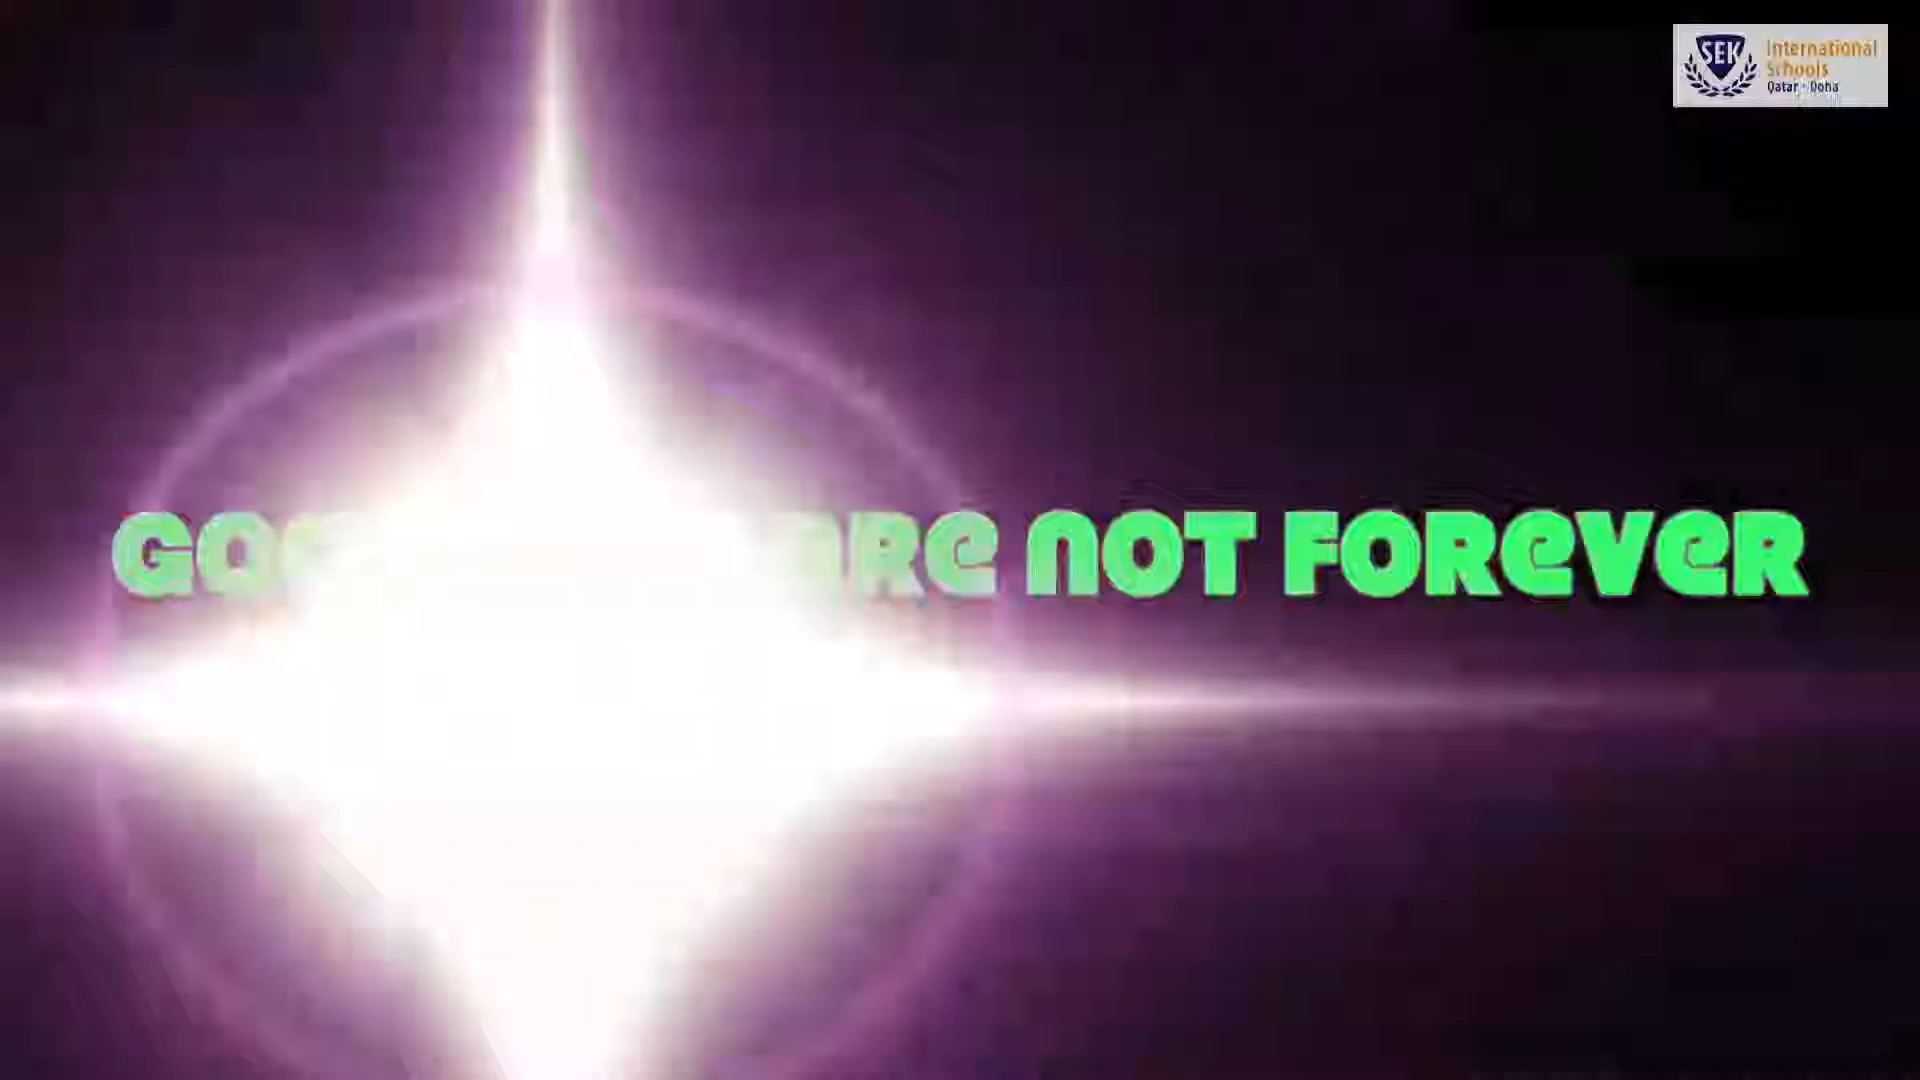 SEK
International
Schools
Qatar - Doha
ARE NOT FOREVER